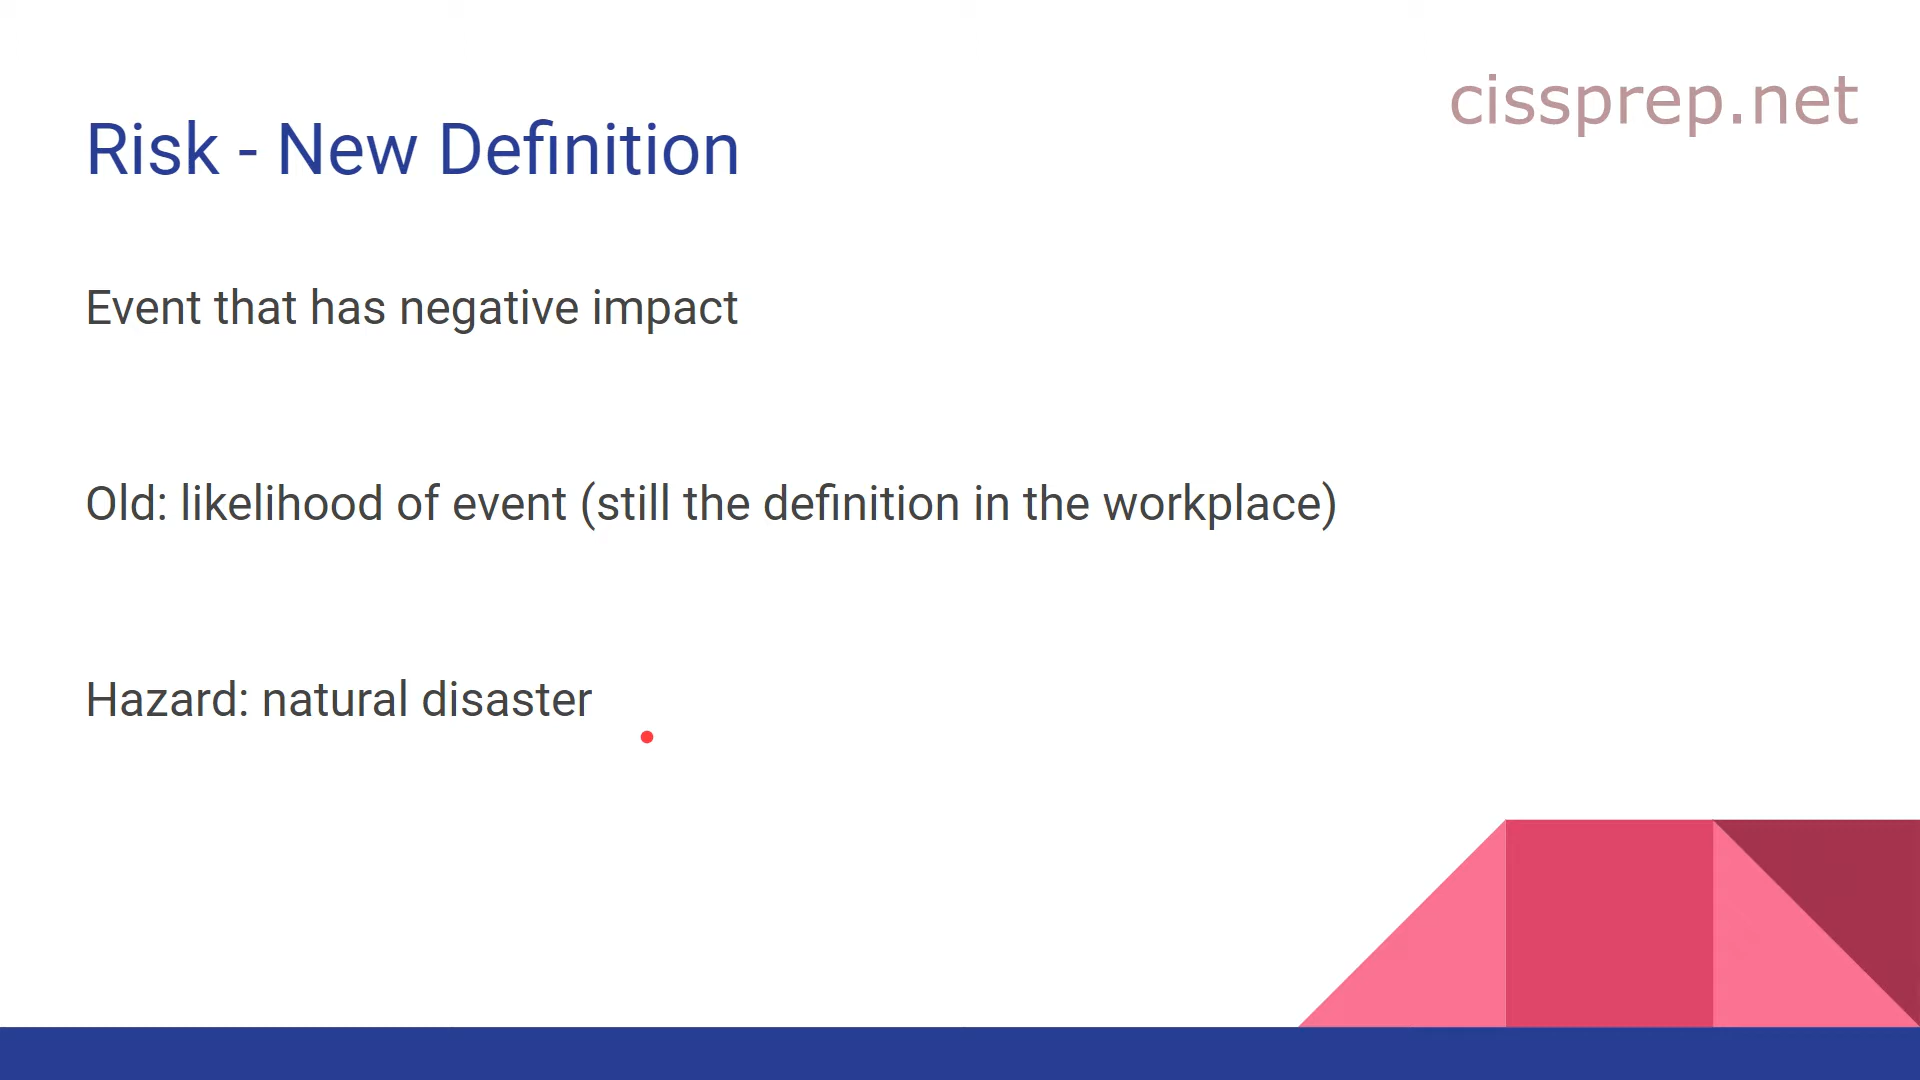 cissprep.net
Risk - New Definition
Event that has negative impact
Old: likelihood of event (still the definition in the workplace)
Hazard: natural disaster